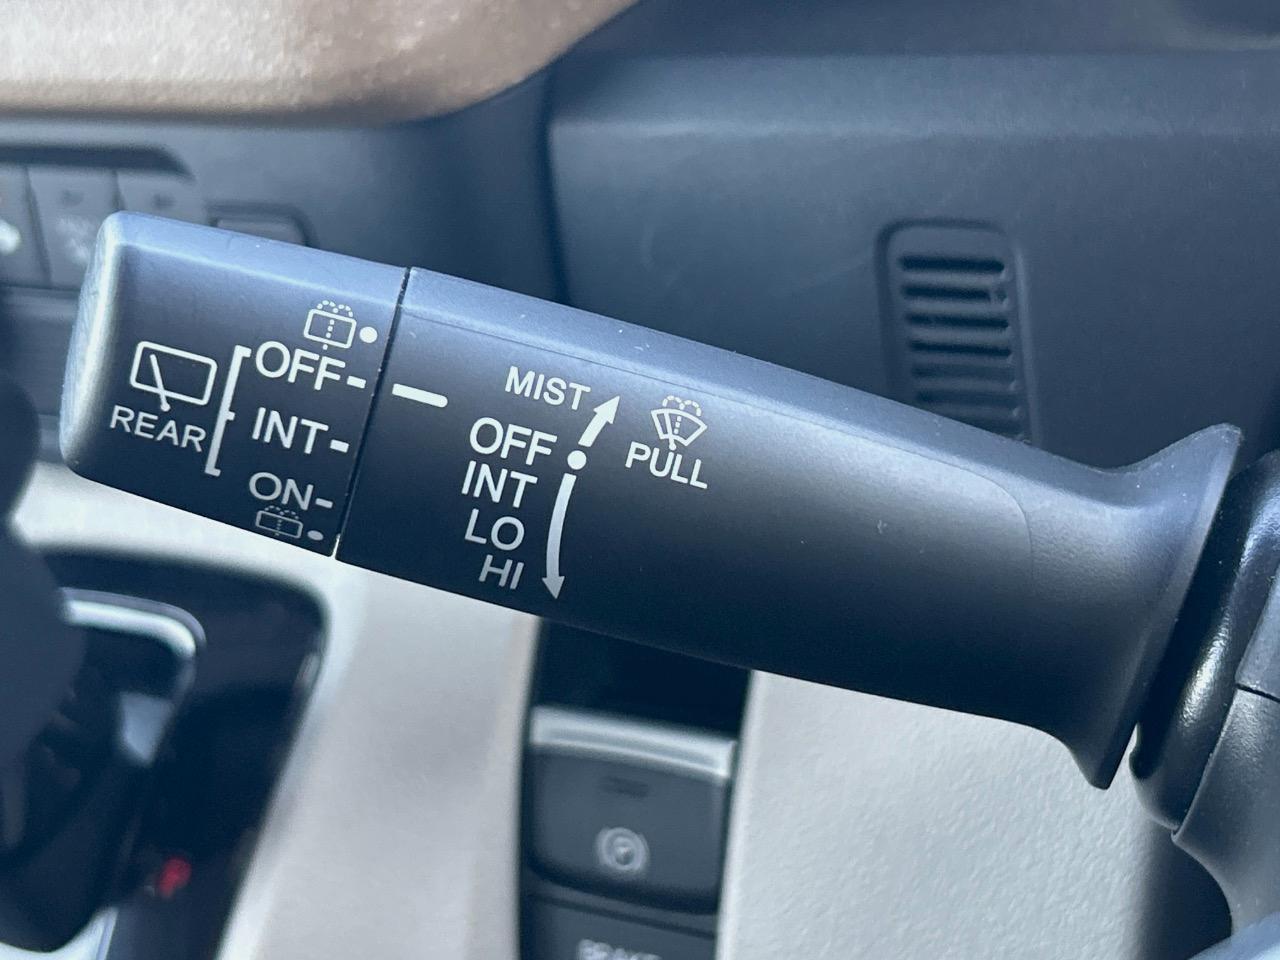 OFF
INT
ON
REAR
MIST
OFF
INT
LO
HI
PULL